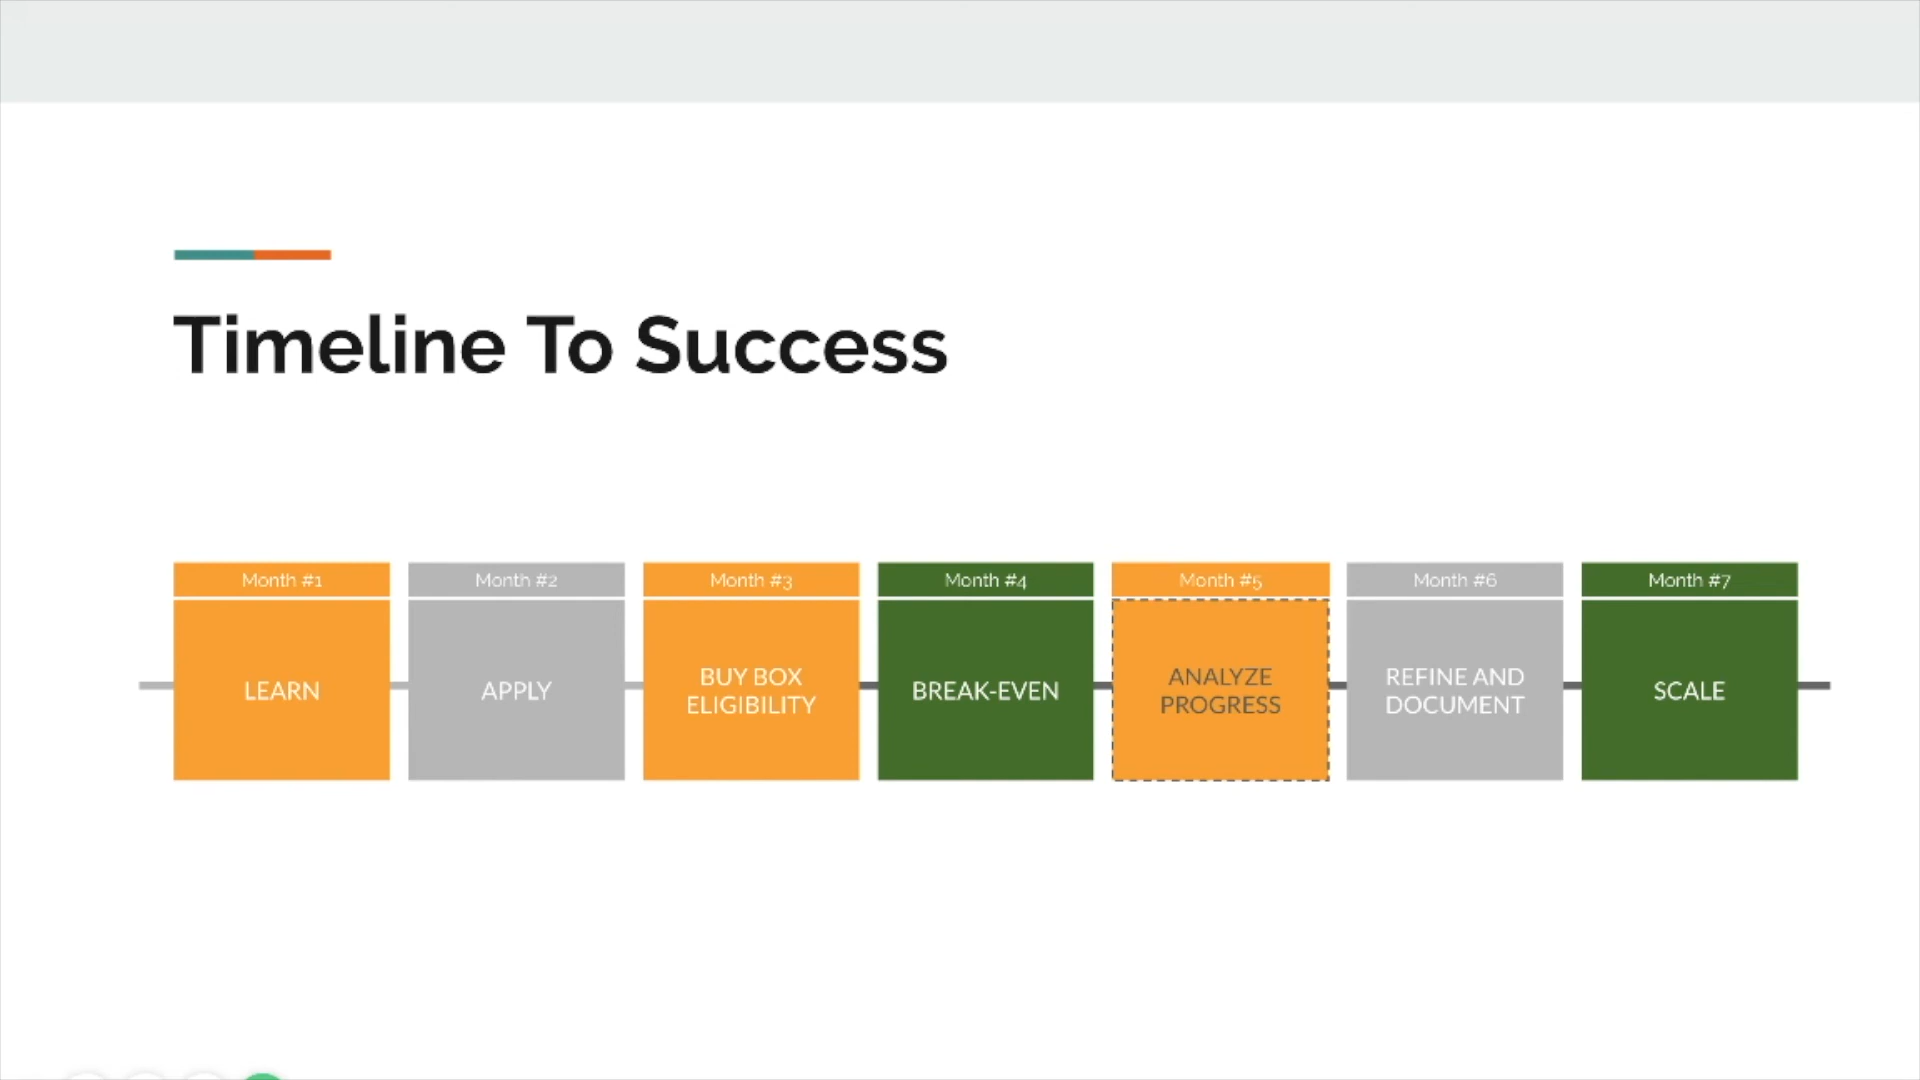 Timeline To Success
Month #1
LEARN
Month #2
APPLY
Month #3
BUY BOX
ELIGIBILITY
Month #4
BREAK-EVEN
Month #5
ANALYZE
PROGRESS
Month #6
REFINE AND
DOCUMENT
Month #7
SCALE